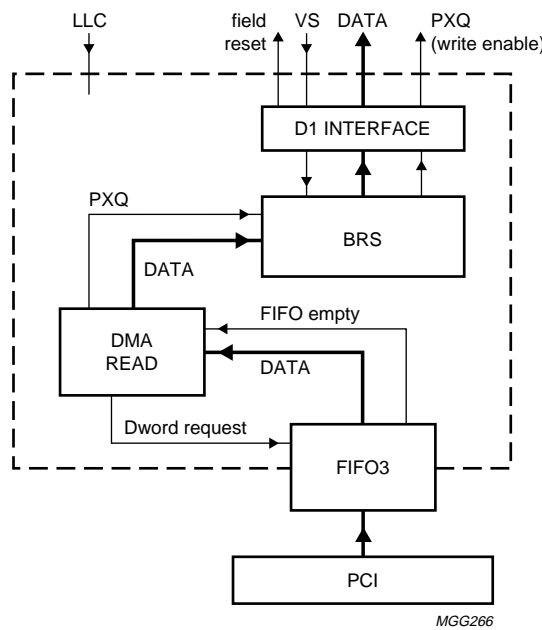 LLC
field
reset
VS
DATA
PXQ
(write enable)
D1 INTERFACE
PXQ
BRS
DATA
FIFO empty
DMA
READ
DATA
Dword request
FIFO3
PCI
MGG266